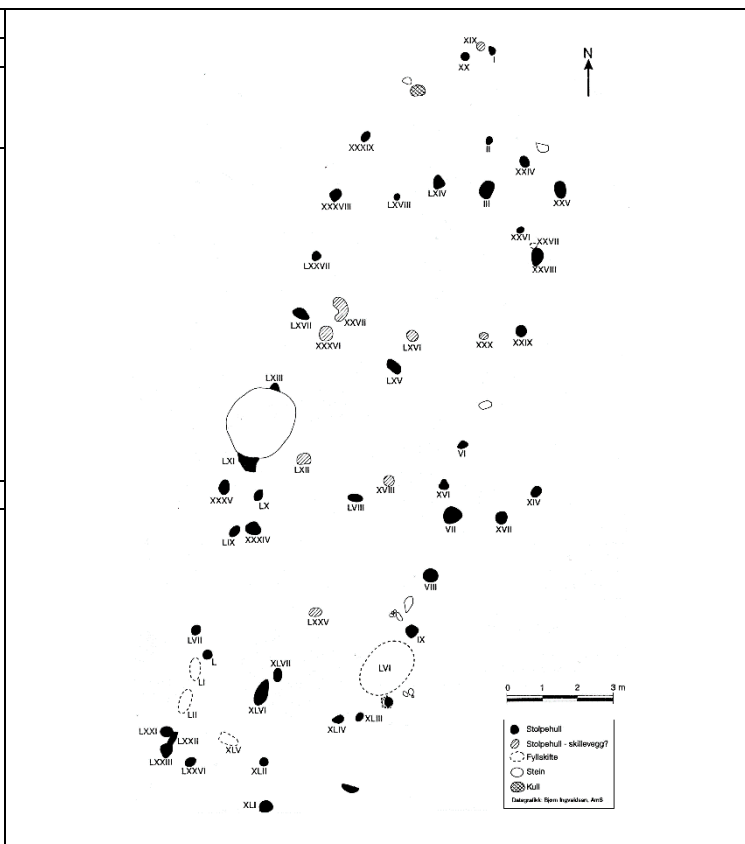 XIX
I
XX
N
XXXIX
II
XXIV
XXXVIII
LXVIII
LXIV
III
XXV
XXVI
XXVII
XXVIII
LXXVII
LXVII
XXVII
XXXVI
LXVI
XXX
XXIX
LXV
LXIII
VI
LXI
LXII
XXXV
LX
LVIII
XVIII
XVI
XIV
VII
XVII
LIX
XXXIV
VIII
LXXV
LVII
IX
L
LVI
XLVII
LI
XLVI
LII
XLIV
XLIII
LXXI
LXXII
XLV
LXXIII
LXXVI
XLII
XLI
0 1 2 3 m
Stolpehull
Stolpehull - skillevegg?
Fyllskifte
Stein
Kull
Datagrafikk: Bjørn Ingvaldsen, AmS